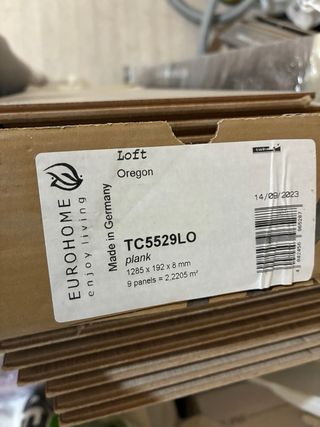 EUROHOME
enjoy living
Made in Germany
Loft
Oregon
14/09/2023
TC5529LO
plank
1285 x 192 x 8 mm
9 panels = 2,2205 m²